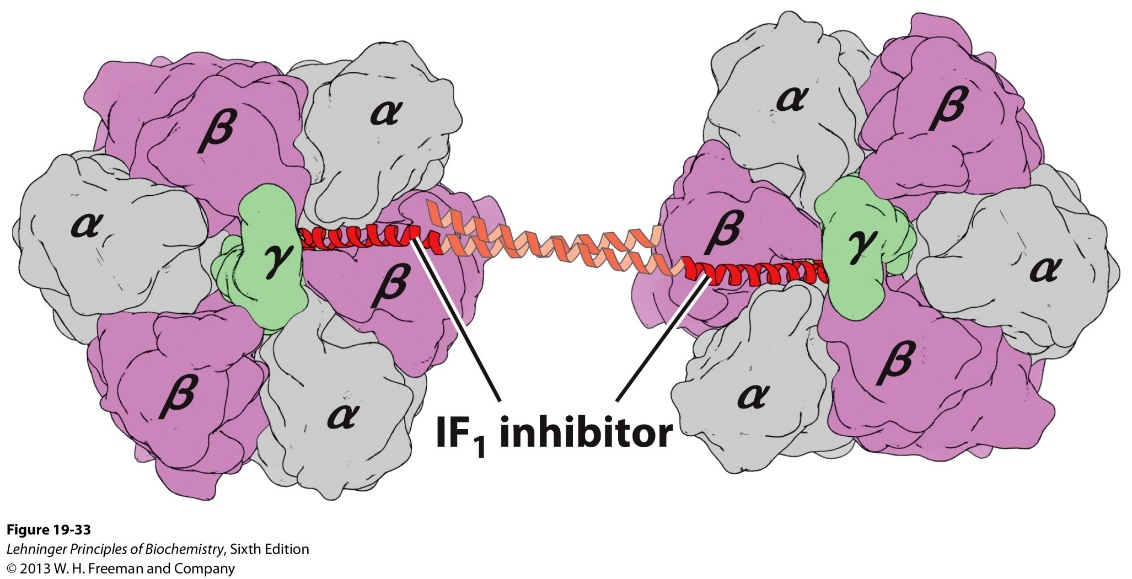 β
α
α
γ
β
β
α
α
β
β
γ
α
β
α
IF₁ inhibitor
Figure 19-33
Lehninger Principles of Biochemistry, Sixth Edition
© 2013 W. H. Freeman and Company